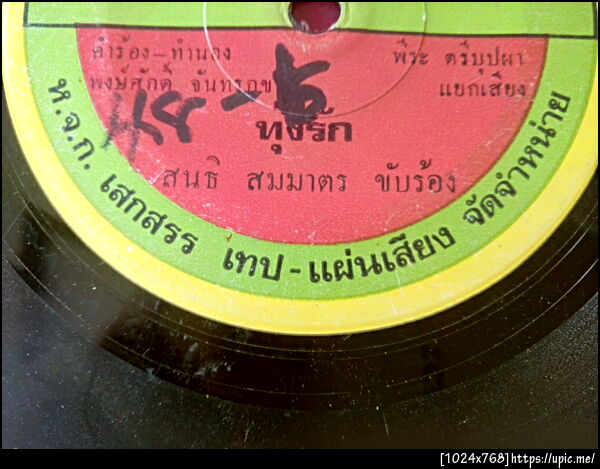 คำร้อง-ทำนอง
พงษ์ศักดิ์ จันทรุกขา
พีระ ตรีบุปผา
แยกเสียง
ทุ่งรัก
สนธิ สมมาตร ขับร้อง
ห.จ.ก. เสกสรร เทป-แผ่นเสียง จัดจำหน่าย
[1024x768]https://upic.me/